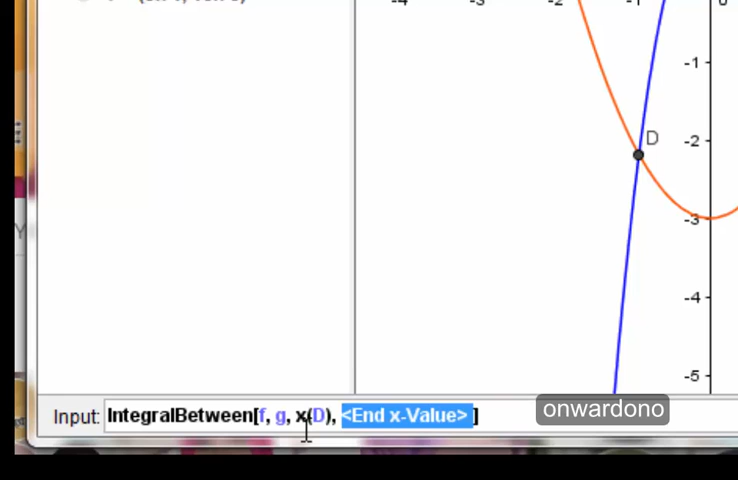 -4 -3 -2 -1 0
-1
D
-2
-3
-4
-5
Input: IntegralBetween[f, g, x(D), <End x-Value> ]
onwardono